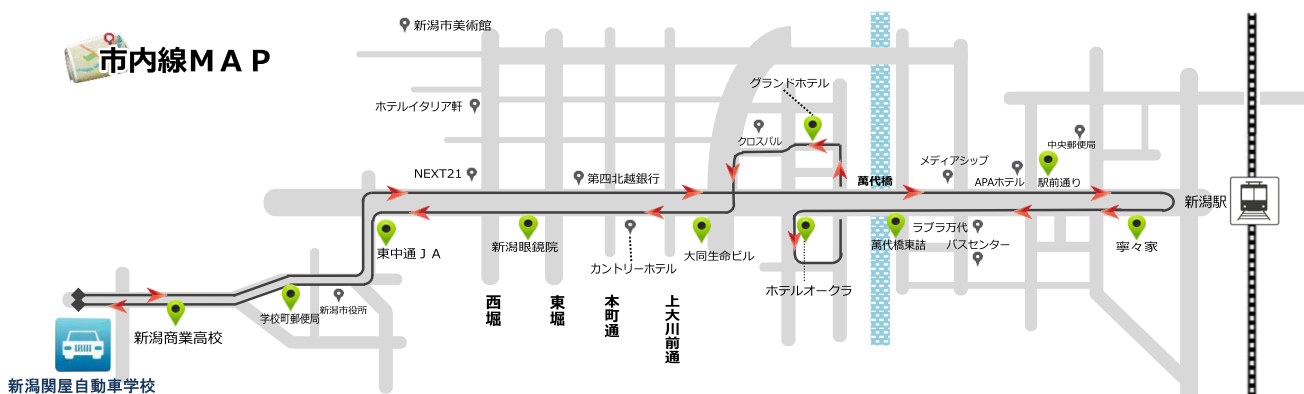 市内線ＭＡＰ
新潟市美術館
ホテルイタリア軒
NEXT21
第四北越銀行
グランドホテル
クロスパル
萬代橋
メディアシップ
APAホテル
中央郵便局
駅前通り
新潟駅
東中通ＪＡ
新潟眼鏡院
カントリーホテル
大同生命ビル
ホテルオークラ
萬代橋東詰
ラブラ万代
バスセンター
寧々家
西堀
東堀
本町通
上大川前通
新潟市役所
学校町郵便局
新潟商業高校
新潟関屋自動車学校